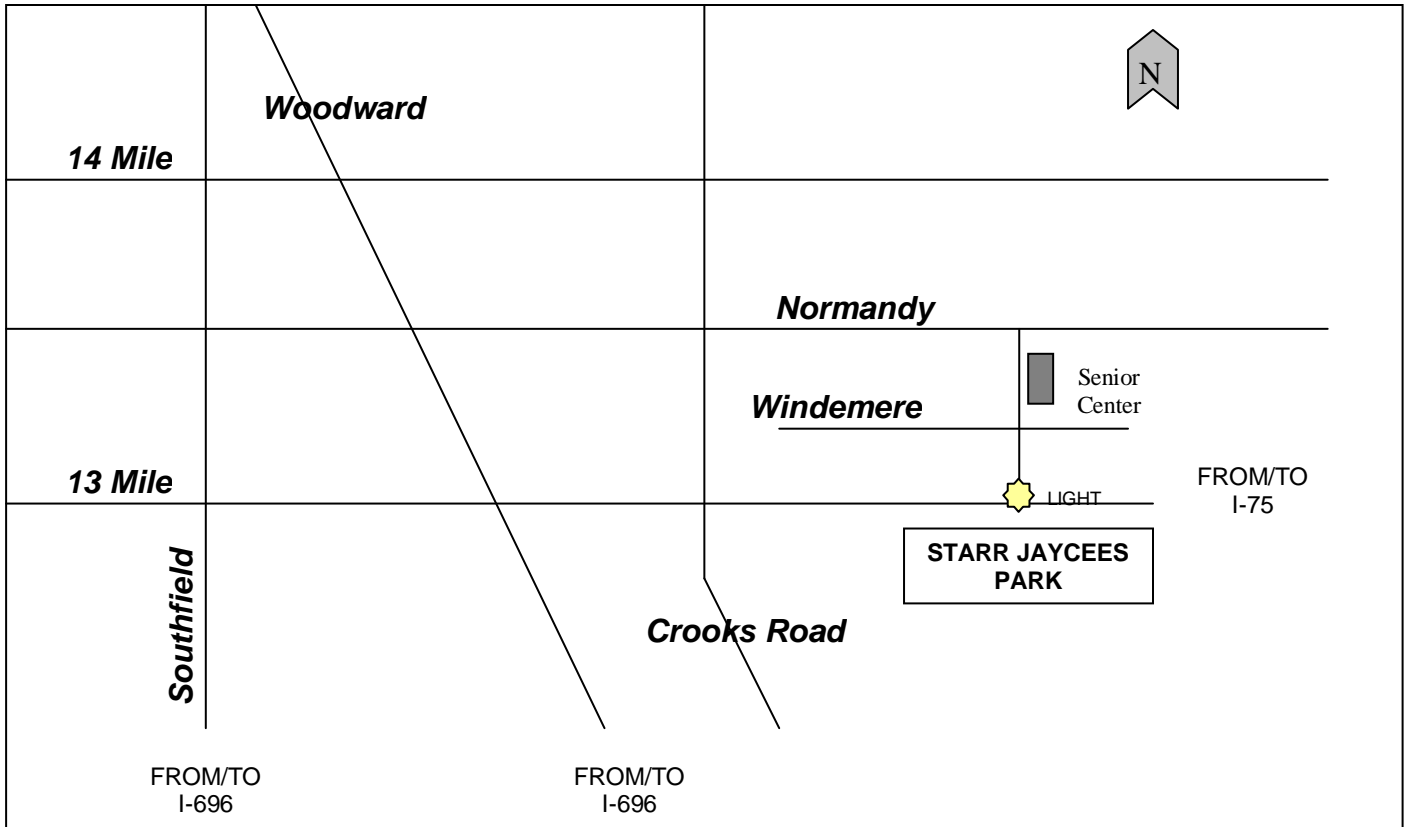 N
Woodward
14 Mile
Normandy
Senior
Center
Windemere
13 Mile
FROM/TO
I-75
LIGHT
STARR JAYCEES
PARK
Southfield
Crooks Road
FROM/TO
I-696
FROM/TO
I-696